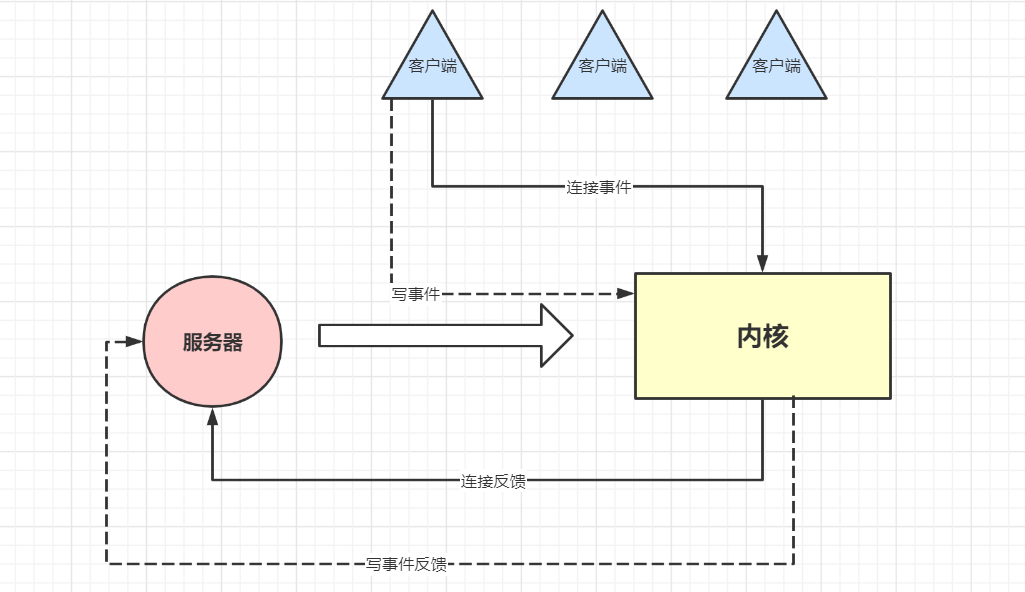 客户端
客户端
客户端
连接事件
写事件
服务器
内核
连接反馈
写事件反馈